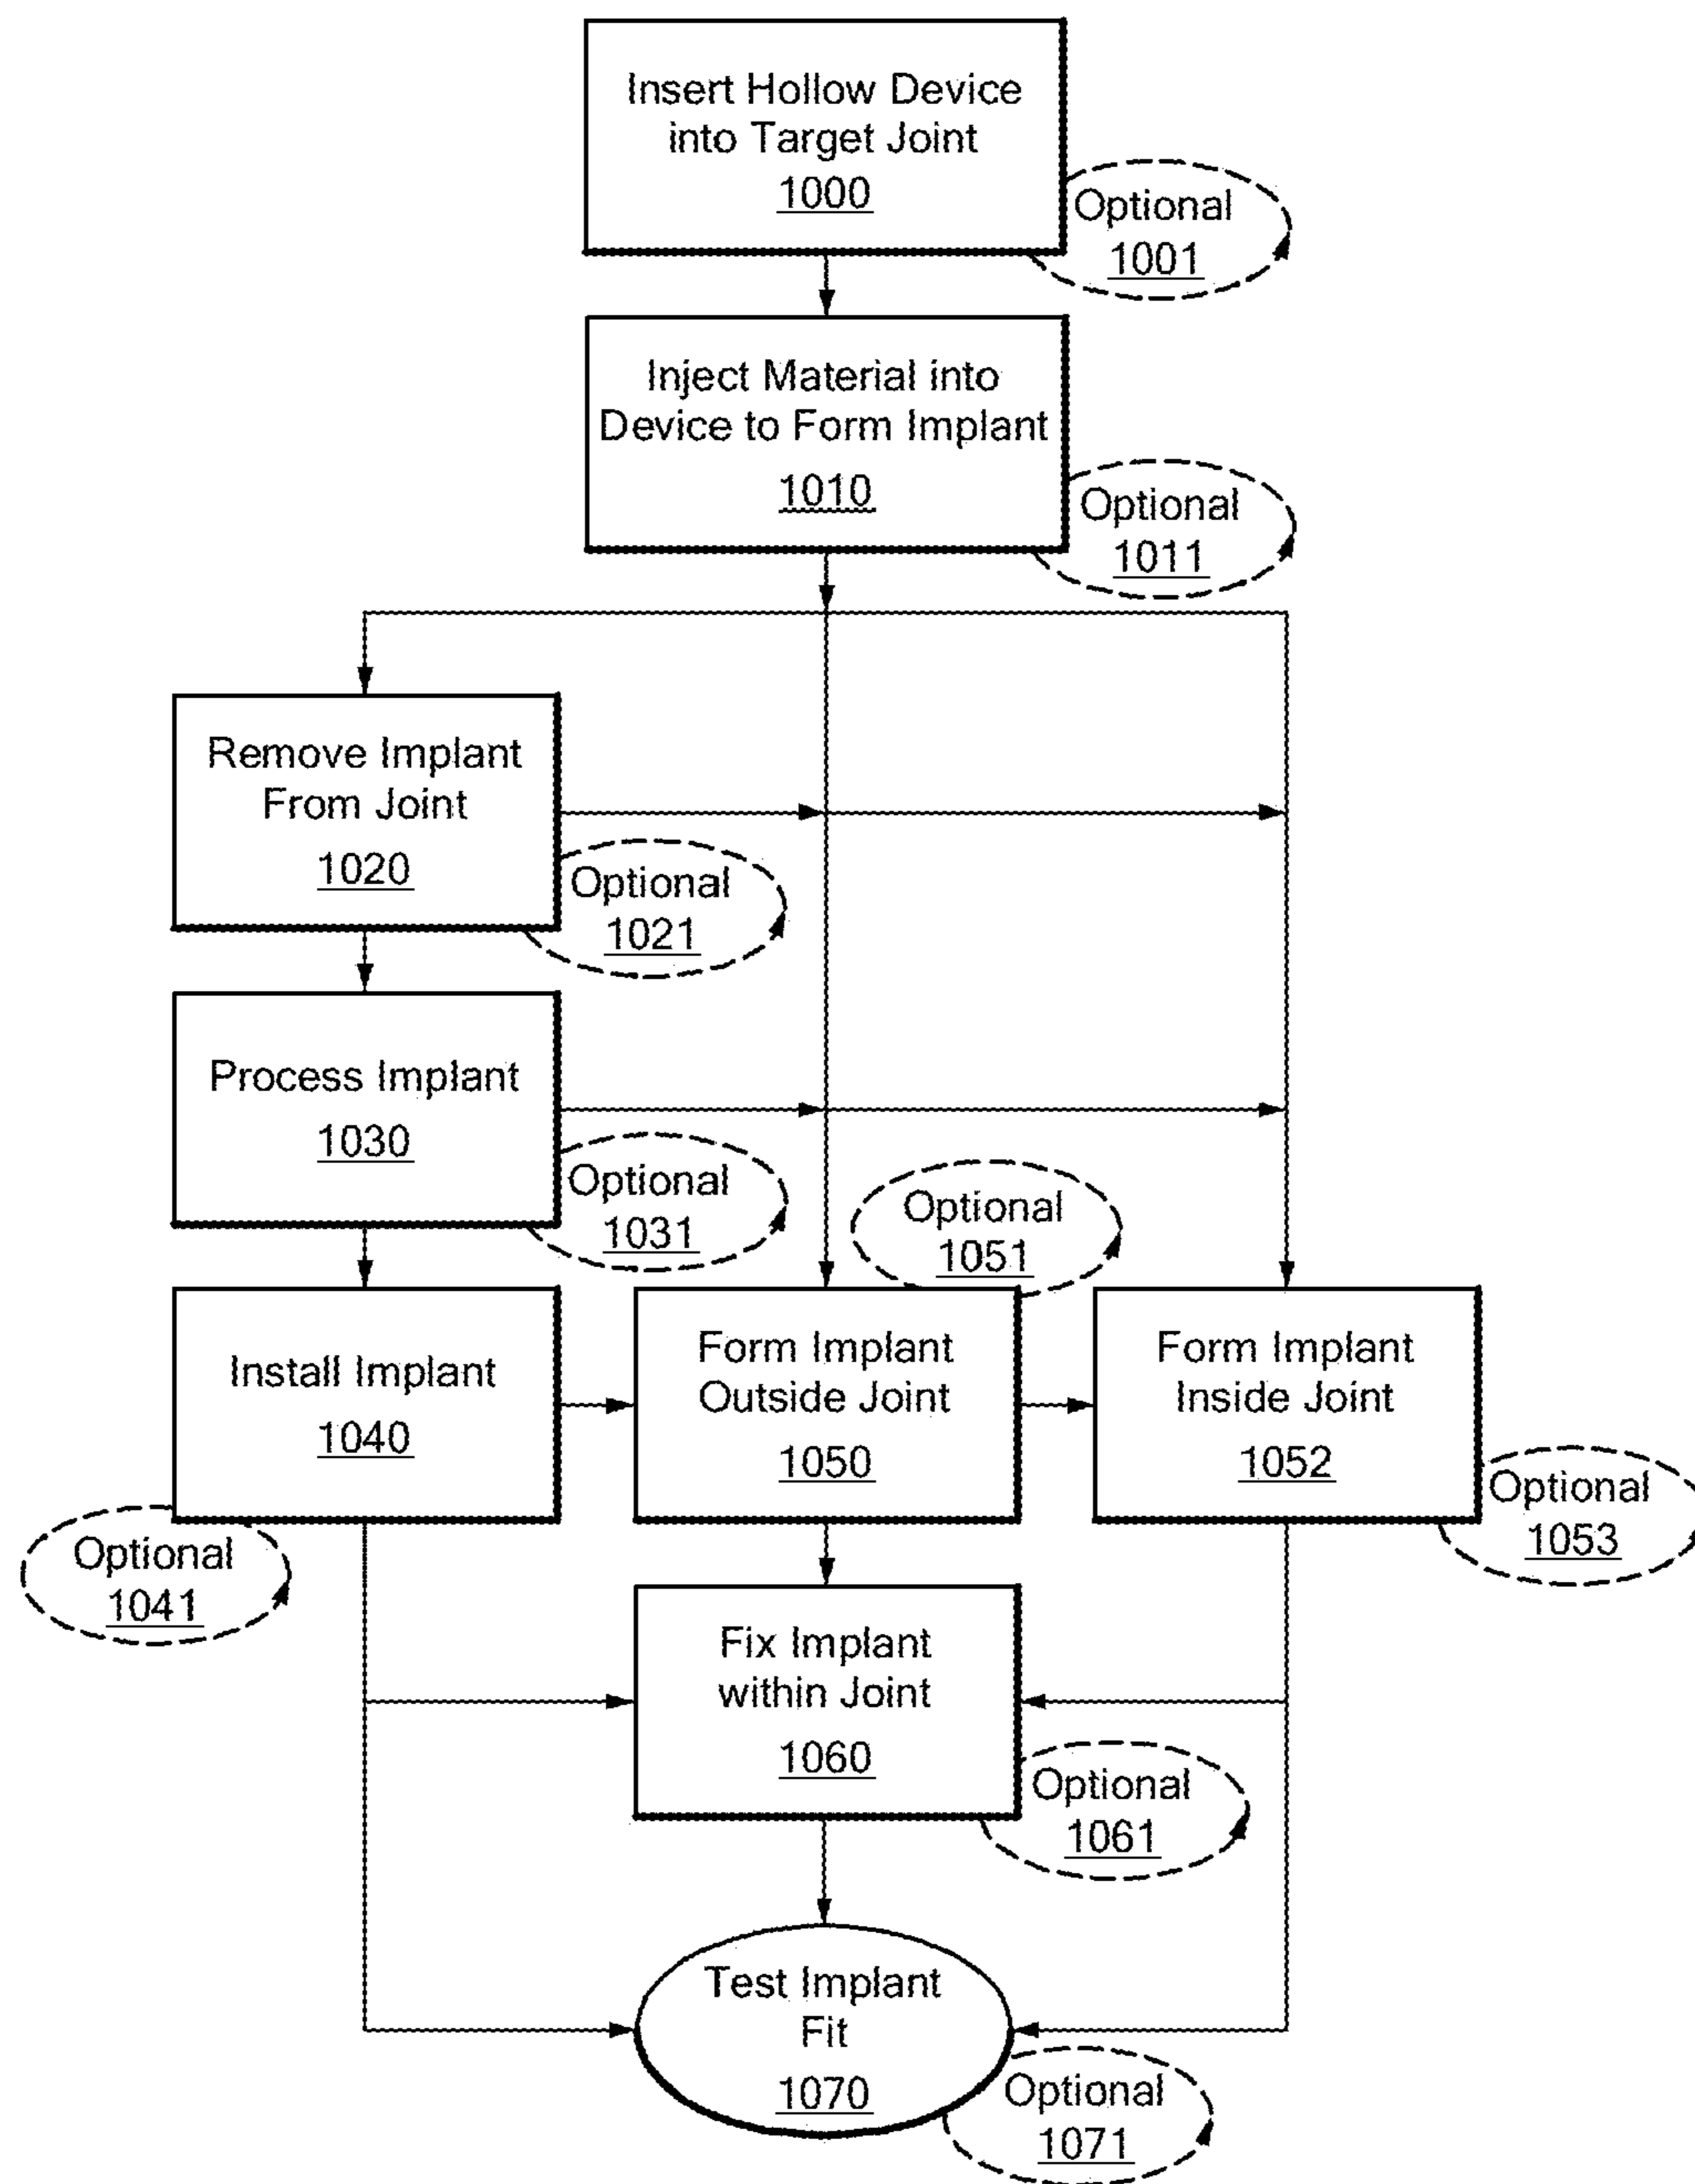 Insert Hollow Device
into Target Joint
1000
Optional
1001
Inject Material into
Device to Form Implant
1010
Optional
1011
Remove Implant
From Joint
1020
Optional
1021
Process Implant
1030
Optional
1031
Install Implant
1040
Optional
1041
Optional
1051
Form Implant
Outside Joint
1050
Form Implant
Inside Joint
1052
Optional
1053
Fix Implant
within Joint
1060
Optional
1061
Test Implant
Fit
1070
Optional
1071